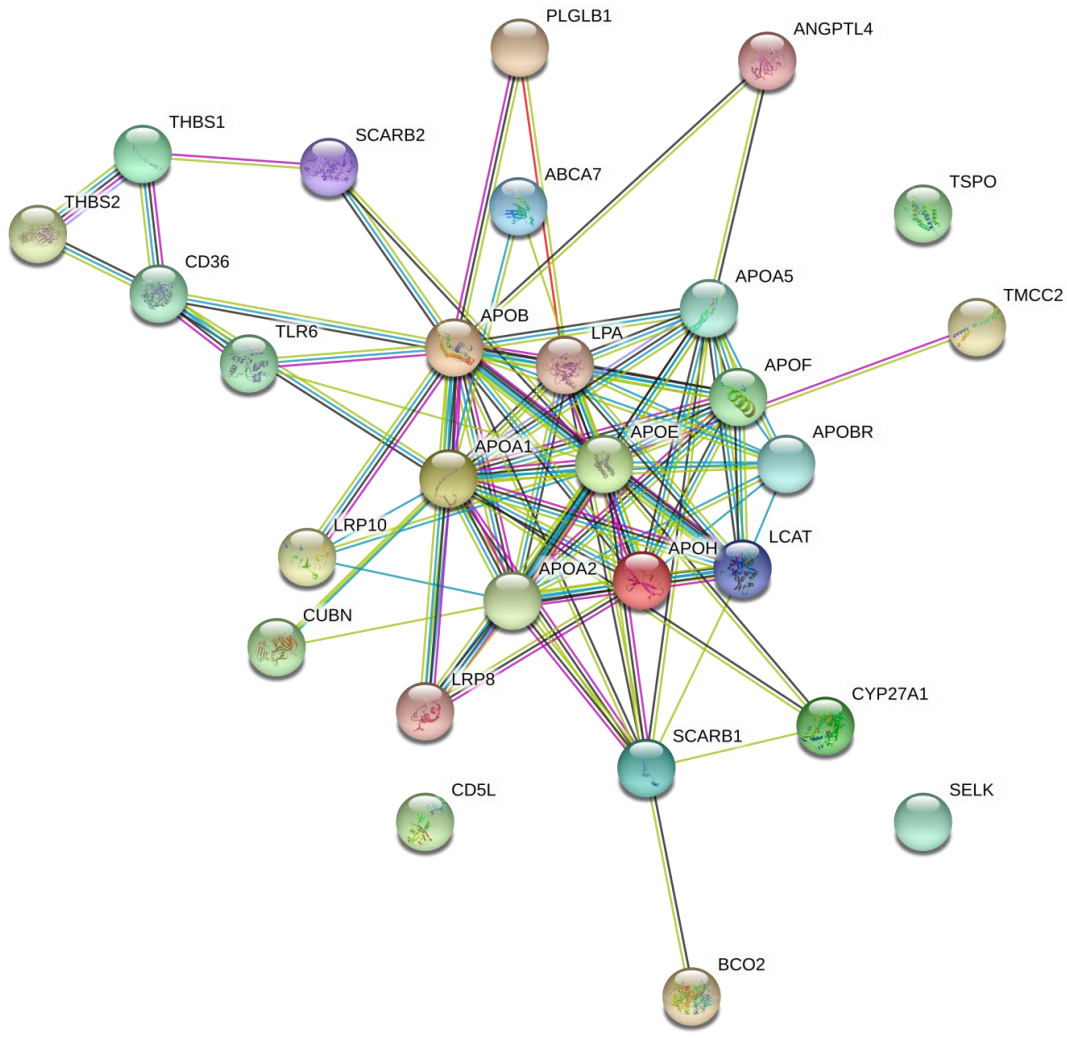 PLGLB1
ANGPTL4
THBS1
SCARB2
ABCA7
TSPO
THBS2
CD36
APOA5
TMCC2
APOB
LPA
TLR6
APOF
APOE
APOBR
APOA1
LRP10
LCAT
APOH
APOA2
CUBN
LRP8
CYP27A1
SCARB1
CD5L
SELK
BCO2